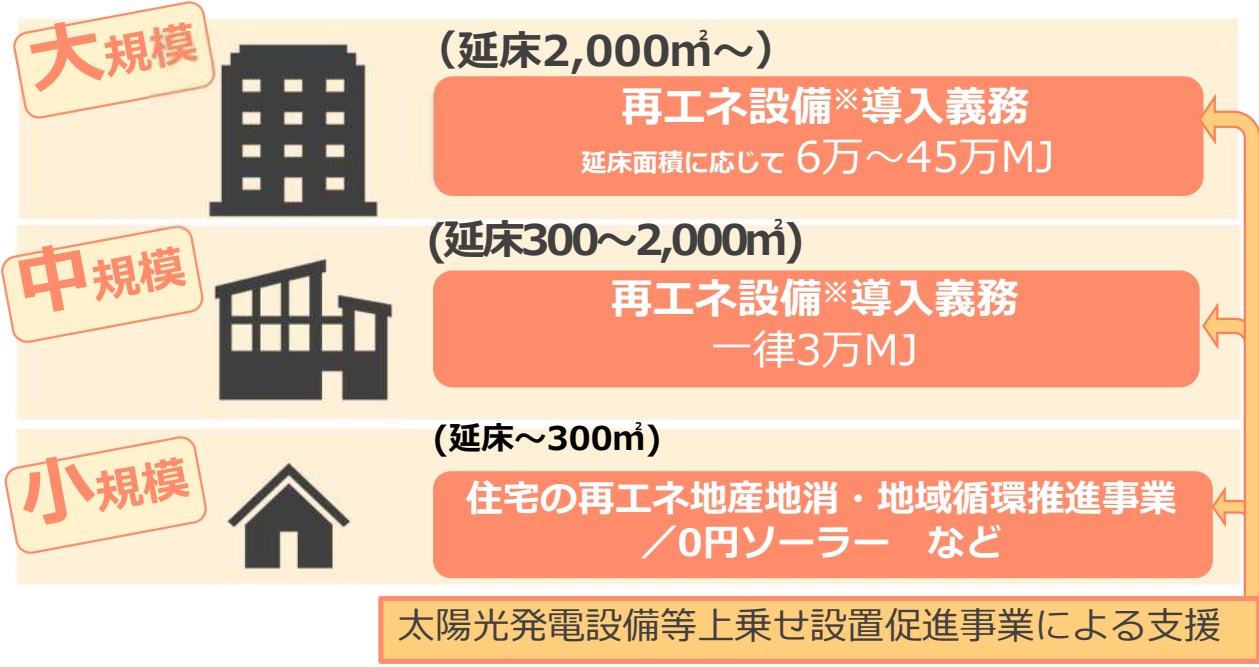 大規模
（延床2,000㎡～）
再エネ設備※導入義務
延床面積に応じて 6万～45万MJ
中規模
(延床300～2,000㎡)
再エネ設備※導入義務
一律3万MJ
小規模
(延床～300㎡)
住宅の再エネ地産地消・地域循環推進事業
／0円ソーラー　など
太陽光発電設備等上乗せ設置促進事業による支援